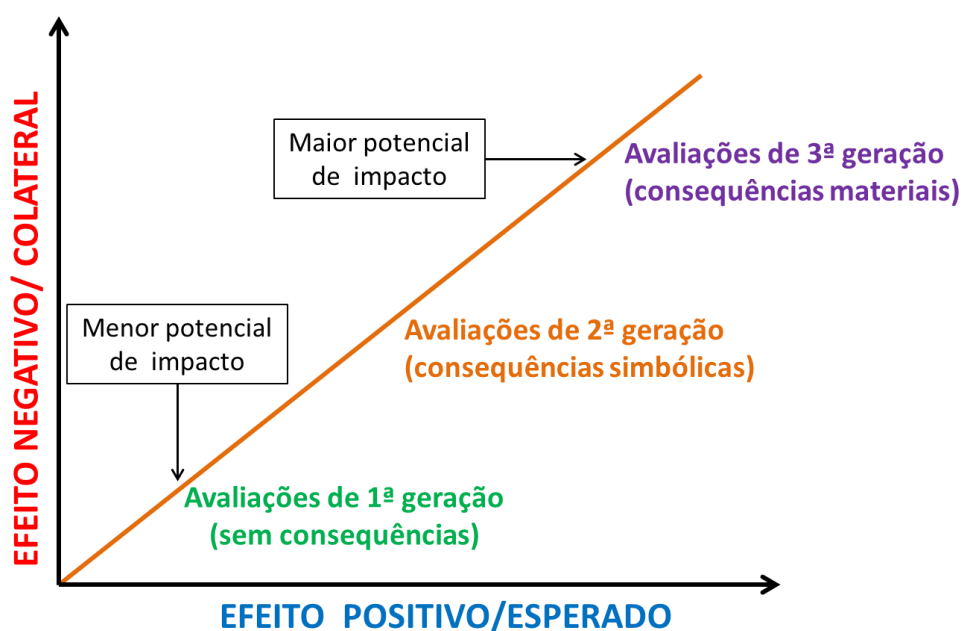 EFEITO NEGATIVO/ COLATERAL
Maior potencial
de impacto
Avaliações de 3ª geração
(consequências materiais)
Menor potencial
de impacto
Avaliações de 2ª geração
(consequências simbólicas)
Avaliações de 1ª geração
(sem consequências)
EFEITO POSITIVO/ESPERADO